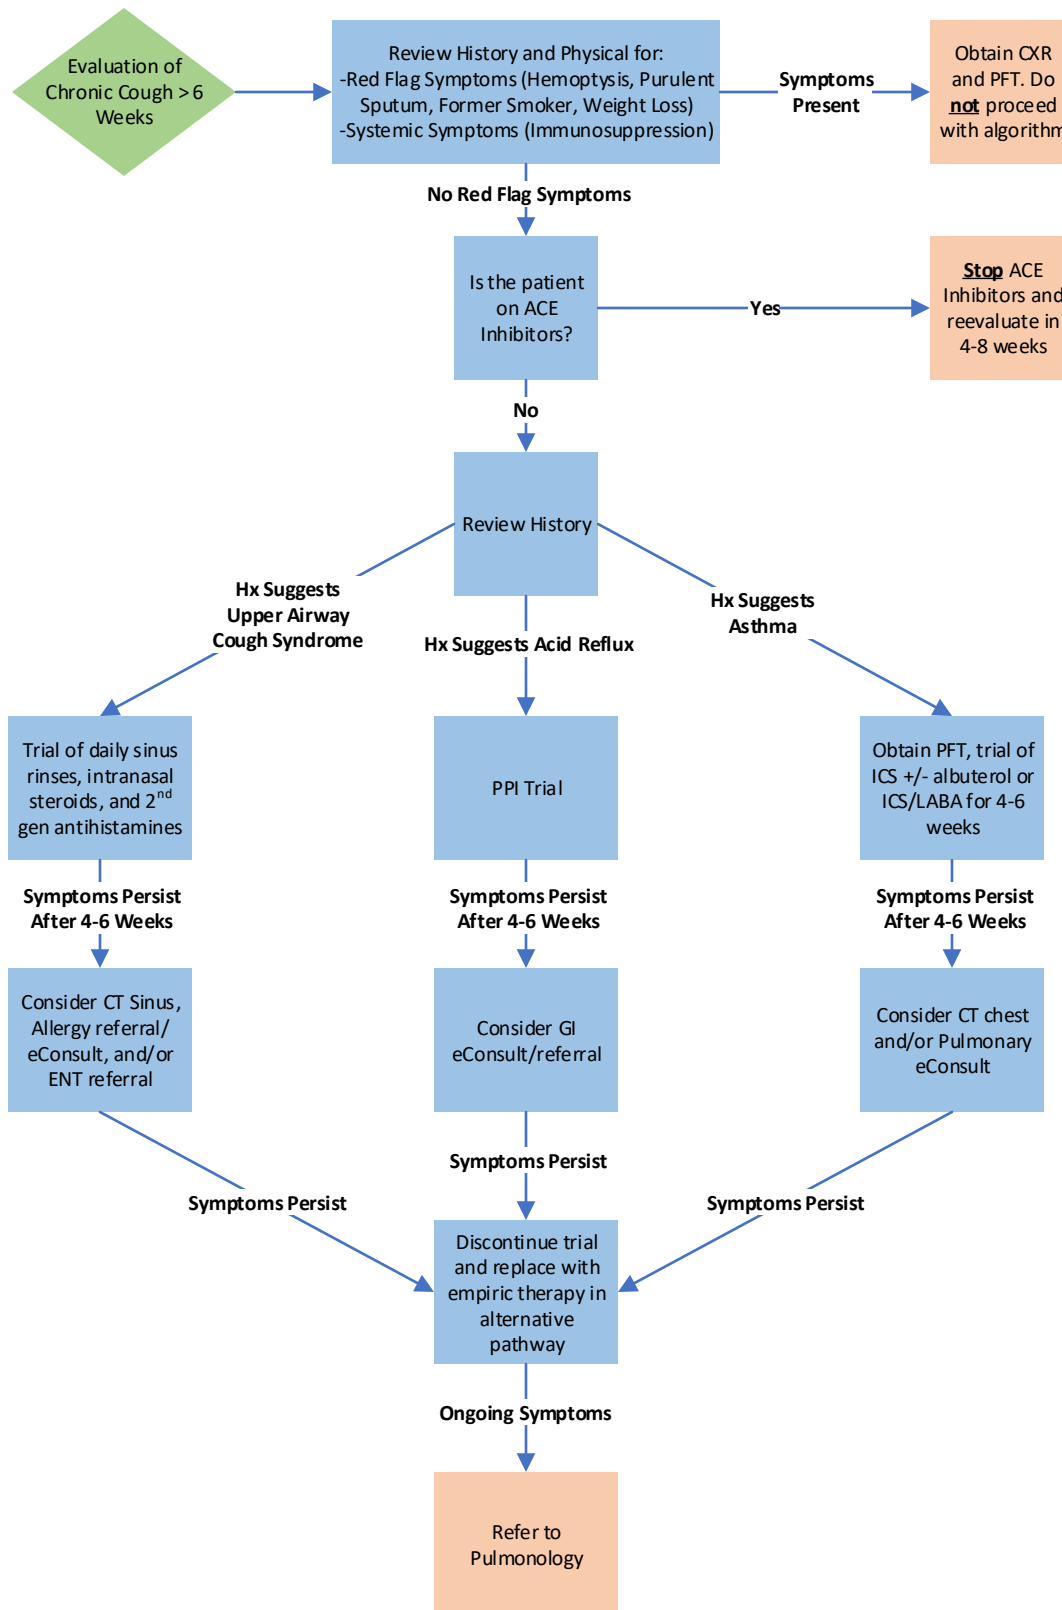 Evaluation of
Chronic Cough > 6
Weeks
Review History and Physical for:
-Red Flag Symptoms (Hemoptysis, Purulent
Sputum, Former Smoker, Weight Loss)
-Systemic Symptoms (Immunosuppression)
Symptoms
Present
Obtain CXR
and PFT. Do
not proceed
with algorithm
No Red Flag Symptoms
Is the patient
on ACE
Inhibitors?
Yes
Stop ACE
Inhibitors and
reevaluate in
4-8 weeks
No
Review History
Hx Suggests
Upper Airway
Cough Syndrome
Hx Suggests Acid Reflux
Hx Suggests
Asthma
Trial of daily sinus
rinses, intranasal
steroids, and 2nd
gen antihistamines
PPI Trial
Obtain PFT, trial of
ICS +/- albuterol or
ICS/LABA for 4-6
weeks
Symptoms Persist
After 4-6 Weeks
Symptoms Persist
After 4-6 Weeks
Symptoms Persist
After 4-6 Weeks
Consider CT Sinus,
Allergy referral/
eConsult, and/or
ENT referral
Consider GI
eConsult/referral
Consider CT chest
and/or Pulmonary
eConsult
Symptoms Persist
Symptoms Persist
Symptoms Persist
Discontinue trial
and replace with
empiric therapy in
alternative
pathway
Ongoing Symptoms
Refer to
Pulmonology